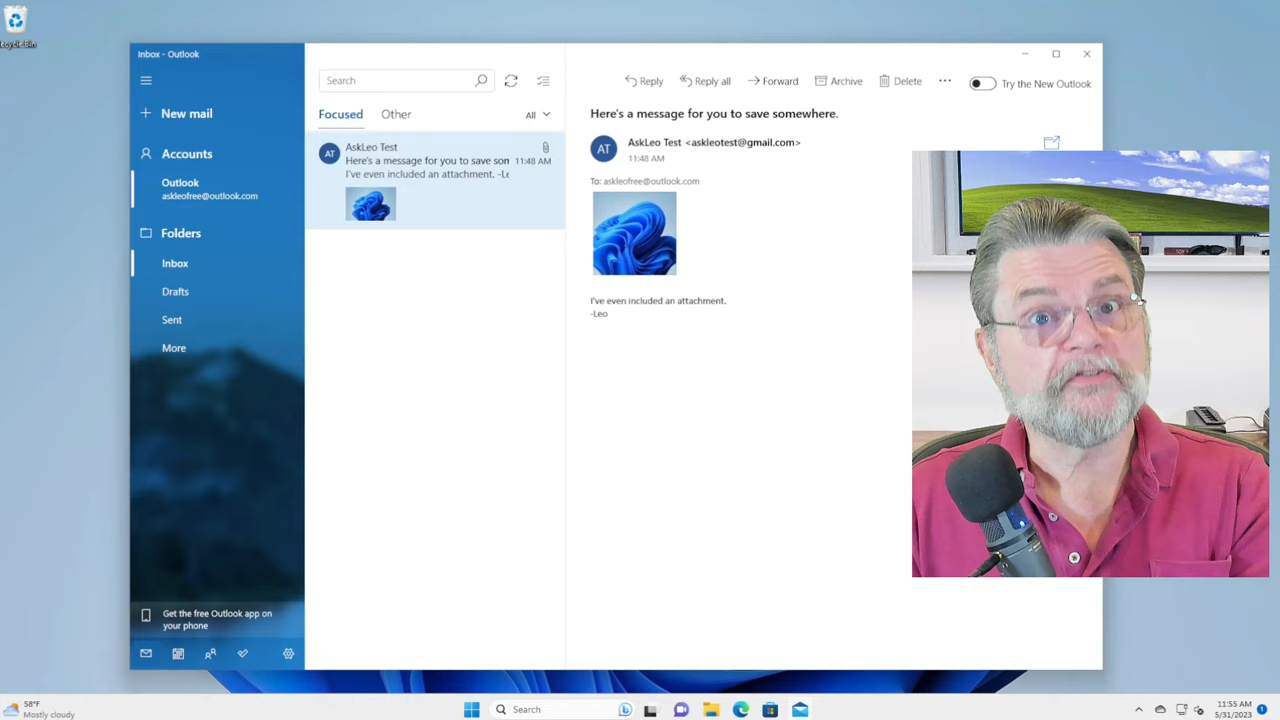 Recycle Bin
Inbox - Outlook
New mail
Accounts
Outlook
askleofree@outlook.com
Folders
Inbox
Drafts
Sent
More
Get the free Outlook app on
your phone
Search
Focused
Other
All
AskLeo Test
Here's a message for you to save son
11:48 AM
I've even included an attachment. -Le
AT
Reply
Reply all
Forward
Archive
Delete
Try the New Outlook
Here's a message for you to save somewhere.
AT
AskLeo Test <askleotest@gmail.com>
11:48 AM
To: askleofree@outlook.com
I've even included an attachment.
-Leo
58°F
Mostly cloudy
Search
11:55 AM
5/31/2023
1